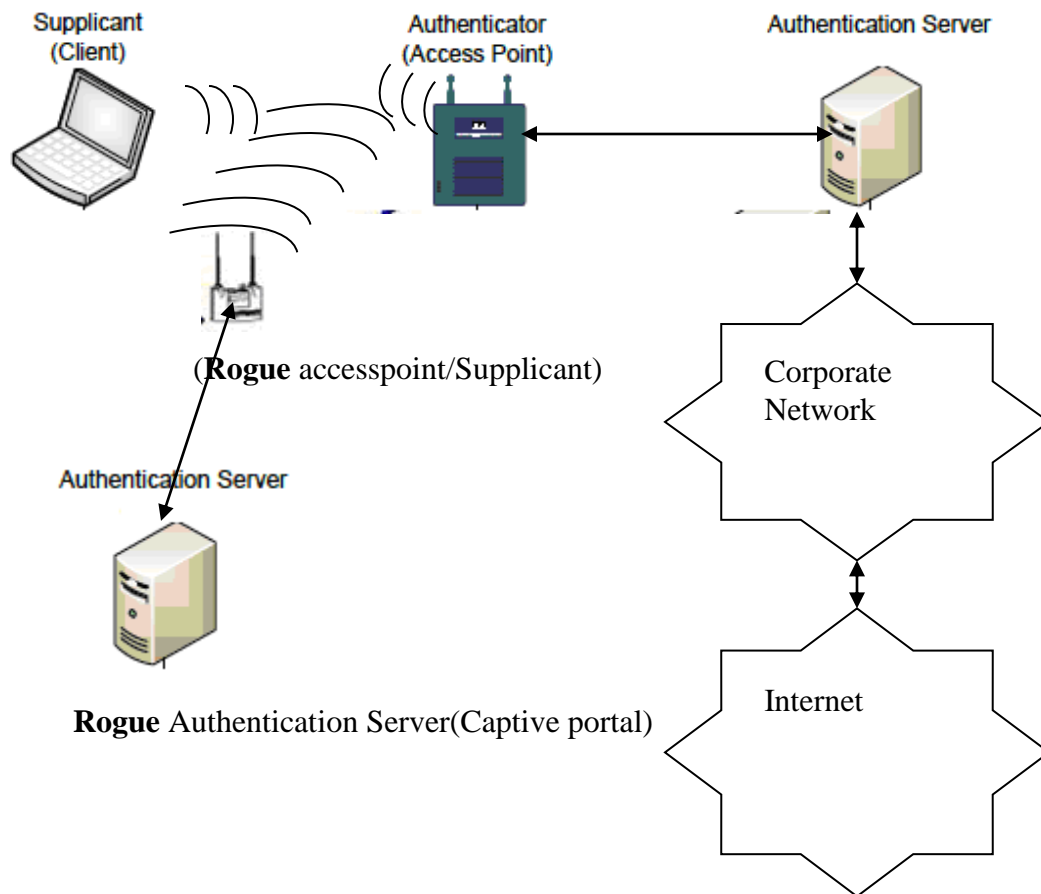 Supplicant
(Client)
Authenticator
(Access Point)
Authentication Server
(Rogue accesspoint/Supplicant)
Corporate
Network
Authentication Server
Internet
Rogue Authentication Server(Captive portal)